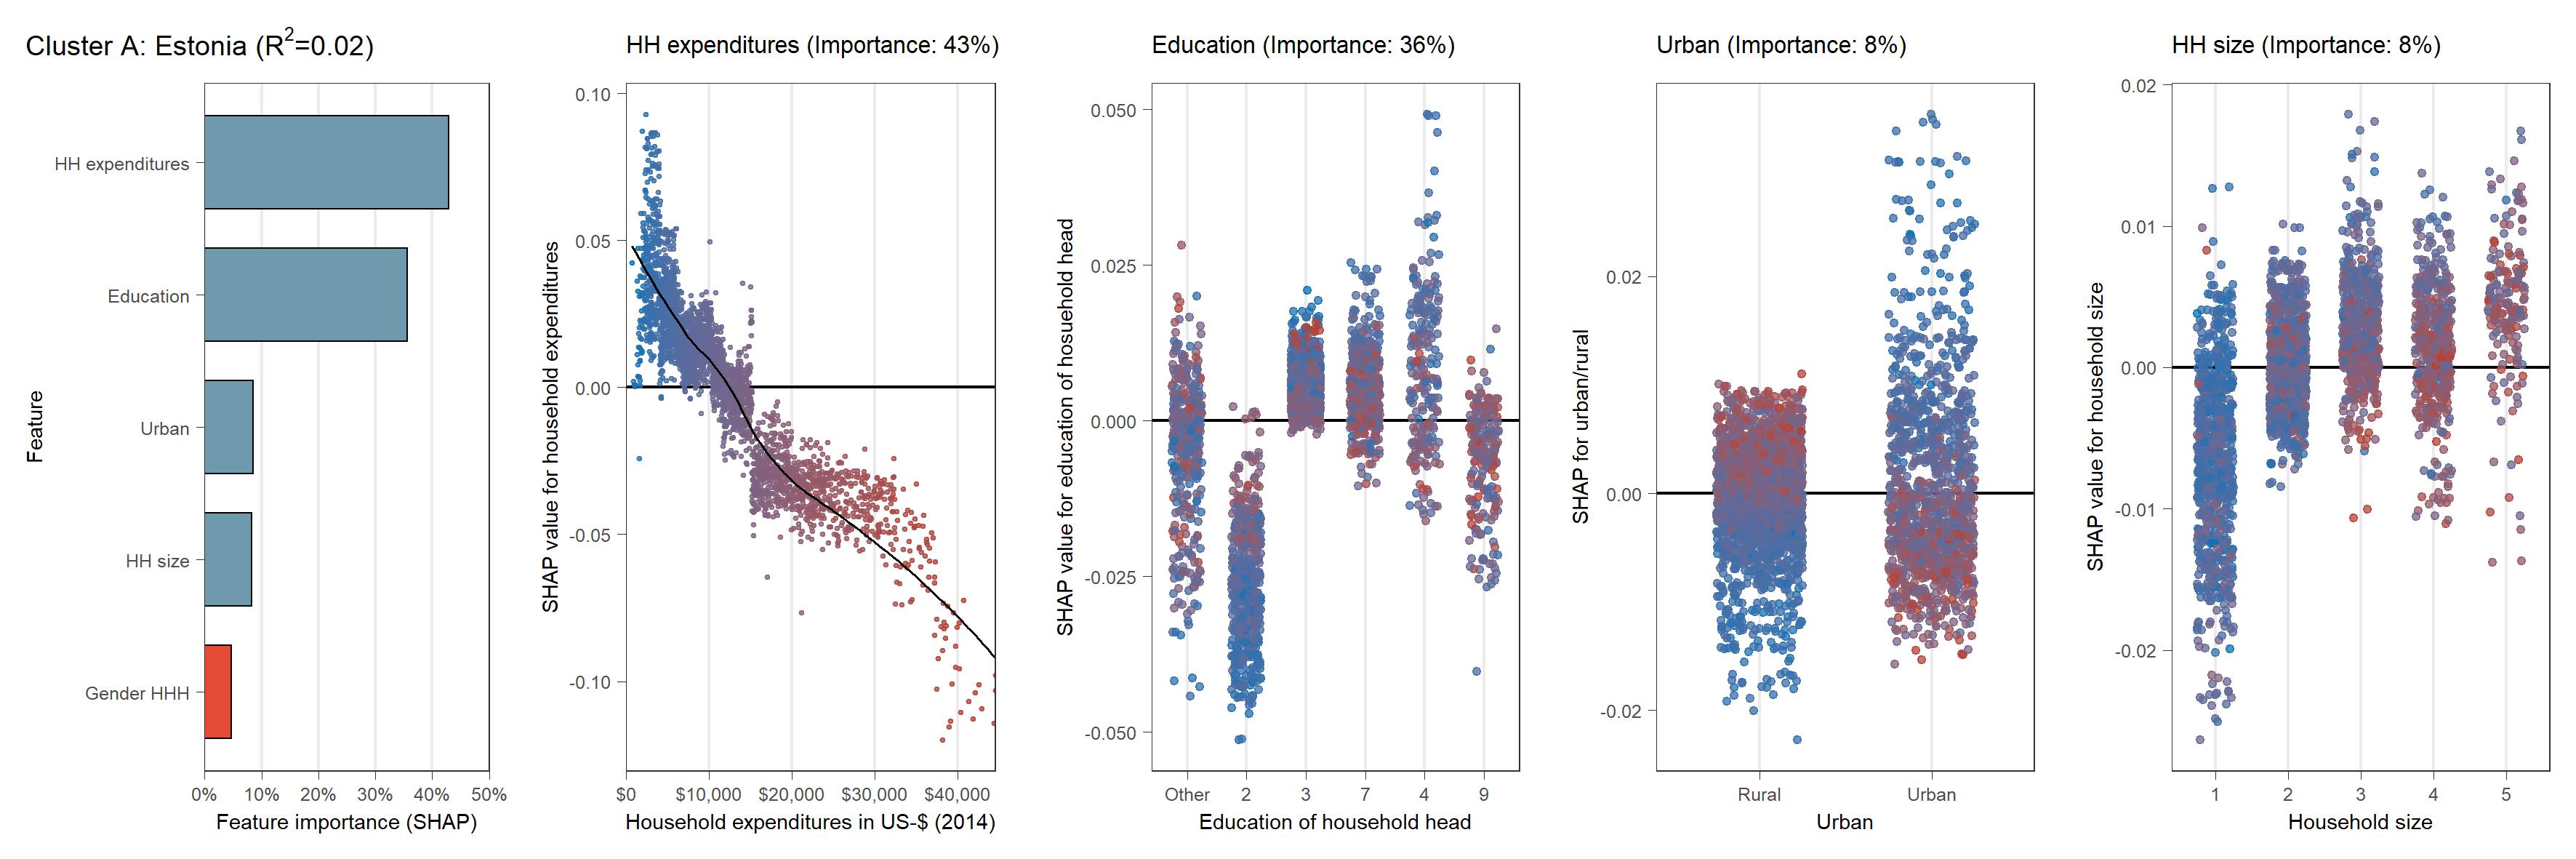 Cluster A: Estonia (R²=0.02)
Feature
HH expenditures
Education
Urban
HH size
Gender HHH
0% 10% 20% 30% 40% 50%
Feature importance (SHAP)
HH expenditures (Importance: 43%)
SHAP value for household expenditures
0.10
0.05
0.00
-0.05
-0.10
$0 $10,000 $20,000 $30,000 $40,000
Household expenditures in US-$ (2014)
Education (Importance: 36%)
SHAP value for education of hosuehold head
0.050
0.025
0.000
-0.025
-0.050
Other 2 3 7 4 9
Education of household head
Urban (Importance: 8%)
SHAP for urban/rural
0.02
0.00
-0.02
Rural Urban
Urban
HH size (Importance: 8%)
SHAP value for household size
0.02
0.01
0.00
-0.01
-0.02
1 2 3 4 5
Household size